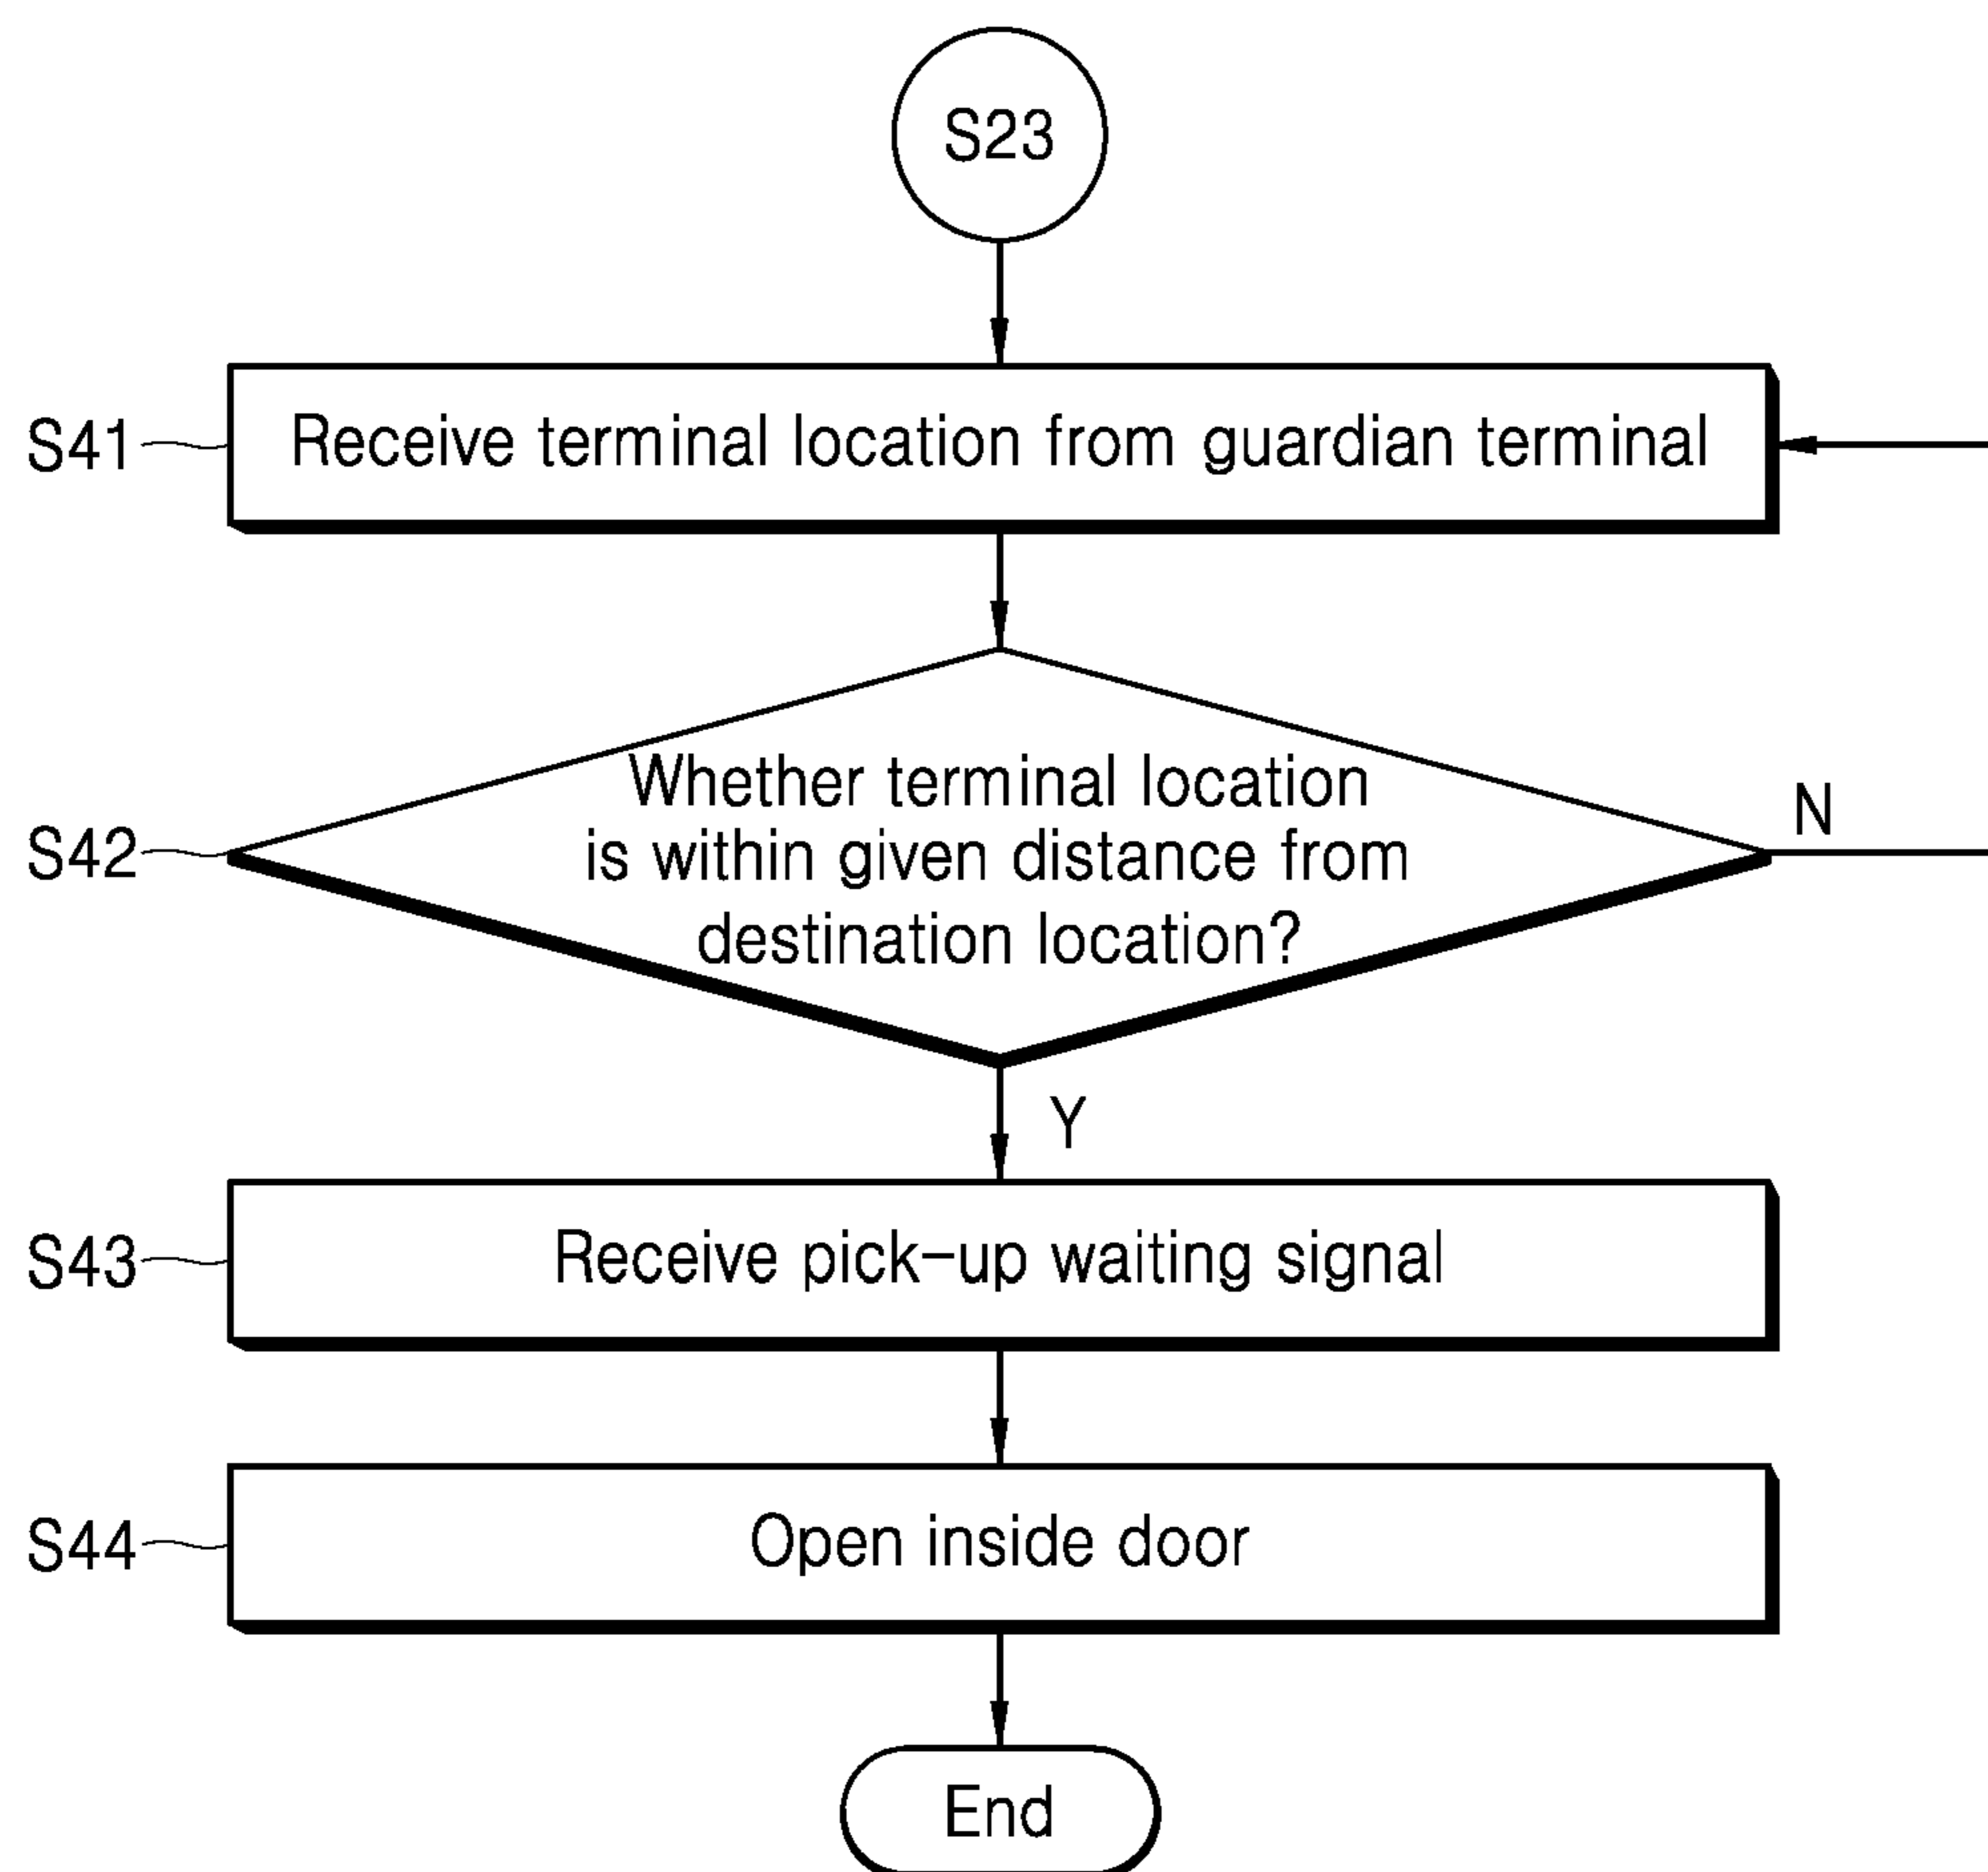 S23
S41
Receive terminal location from guardian terminal
S42
Whether terminal location
is within given distance from
destination location?
N
Y
S43
Receive pick-up waiting signal
S44
Open inside door
End